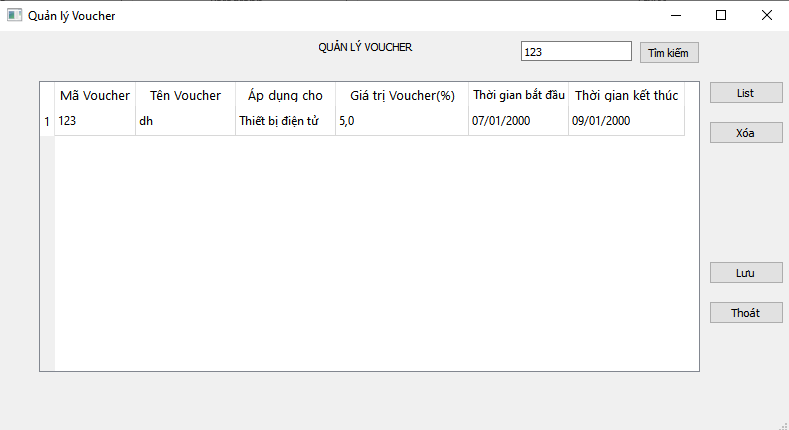 Quản lý Voucher
QUẢN LÝ VOUCHER
123
Tìm kiếm
Mã Voucher Tên Voucher Áp dụng cho Giá trị Voucher(%) Thời gian bắt đầu Thời gian kết thúc
1 123 dh Thiết bị điện tử 5,0 07/01/2000 09/01/2000
List
Xóa
Lưu
Thoát